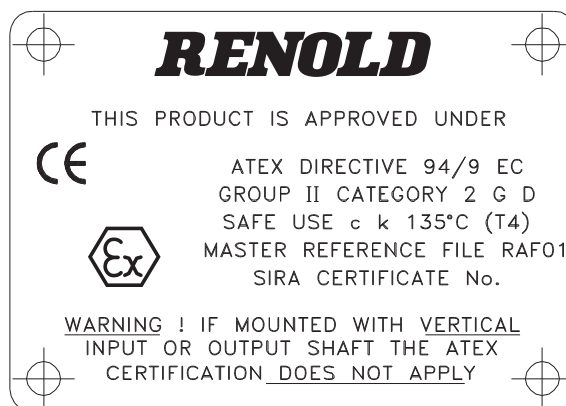 RENOLD
THIS PRODUCT IS APPROVED UNDER
CE
ATEX DIRECTIVE 94/9 EC
GROUP II CATEGORY 2 G D
SAFE USE c k 135°C (T4)
Ex
MASTER REFERENCE FILE RAF01
SIRA CERTIFICATE No.
WARNING ! IF MOUNTED WITH VERTICAL
INPUT OR OUTPUT SHAFT THE ATEX
CERTIFICATION DOES NOT APPLY